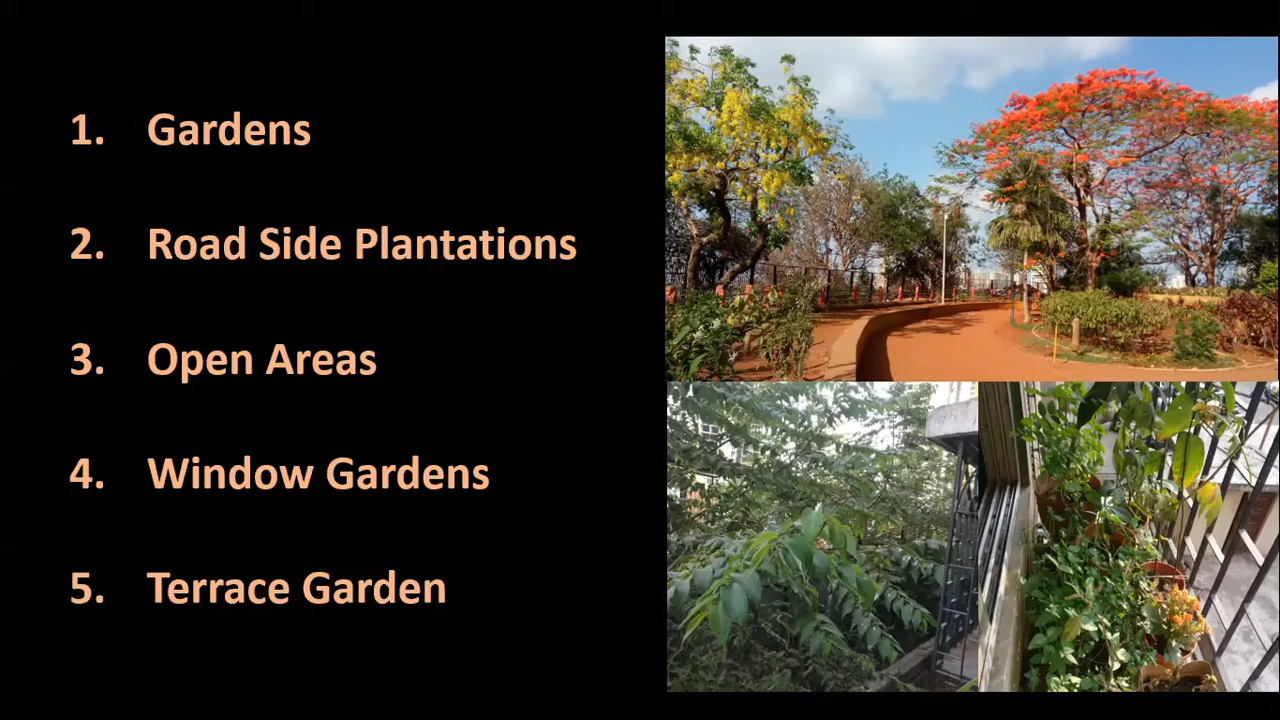 1. Gardens
2. Road Side Plantations
3. Open Areas
4. Window Gardens
5. Terrace Garden